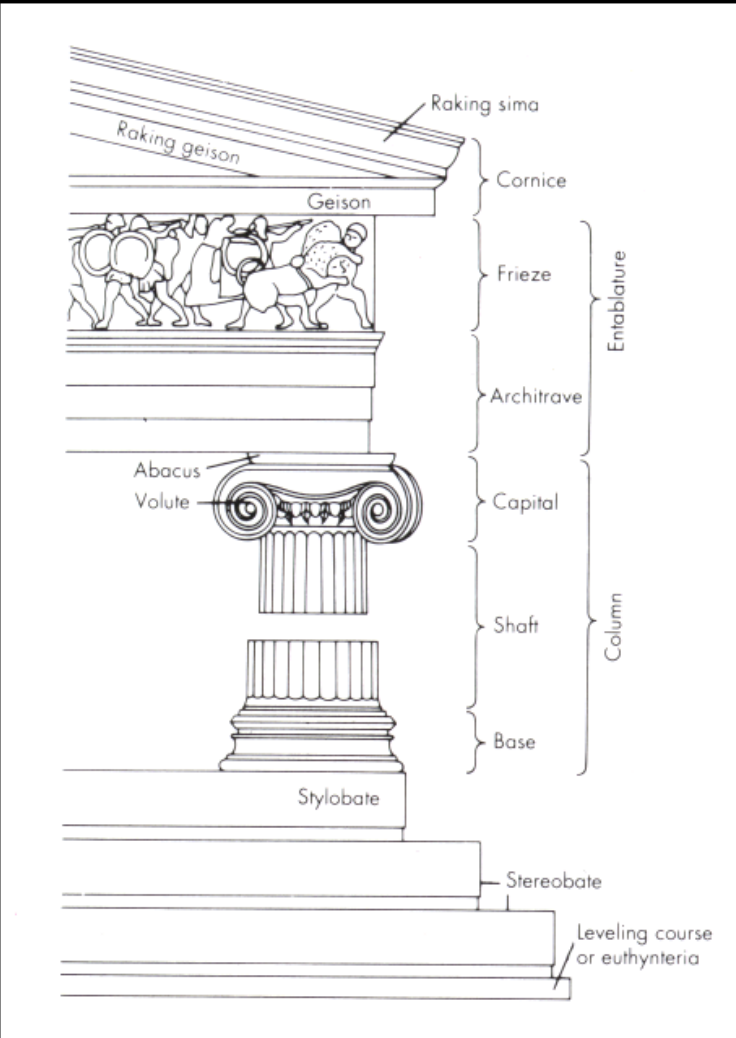 Raking sima
Raking geison
Cornice
Geison
Frieze
Entablature
Architrave
Abacus
Volute
Capital
Shaft
Column
Base
Stylobate
Stereobate
Leveling course
or euthynteria